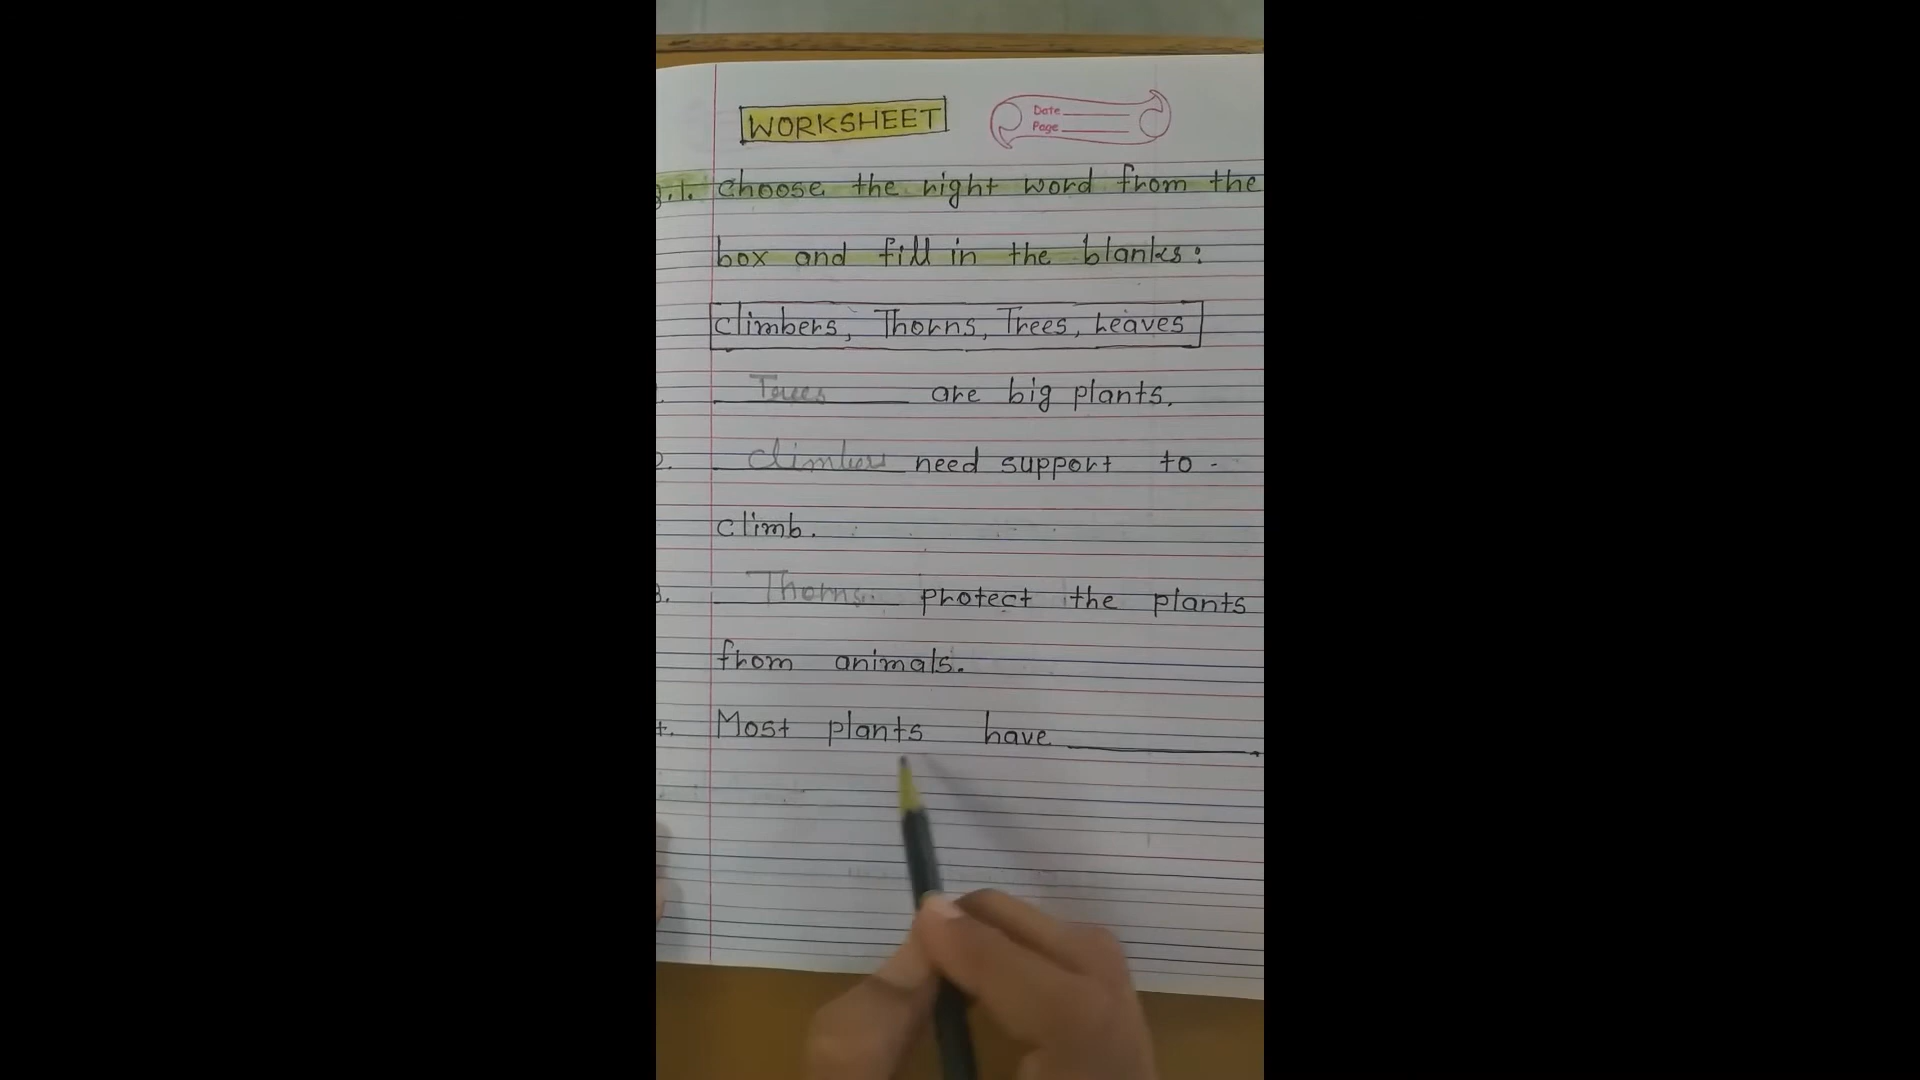 WORKSHEET
Date
Page
.1. Choose the right word from the
box and fill in the blanks:
Climbers, Thorns, Trees, Leaves
Trees are big plants.
2. Climbers need support to -
climb.
3. Thorns protect the plants
from animals.
4. Most plants have